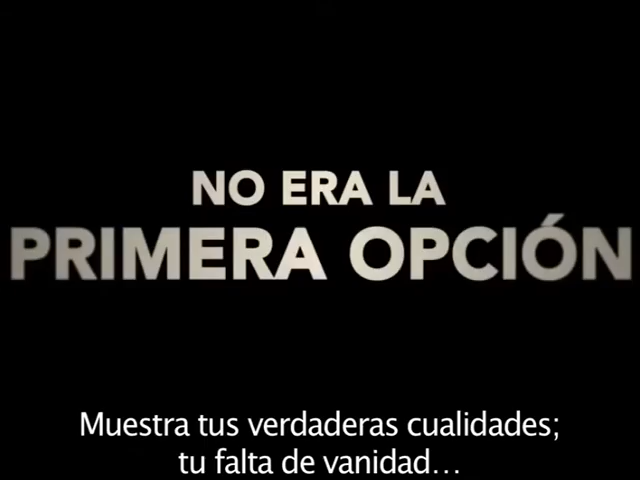 NO ERA LA
PRIMERA OPCIÓN
Muestra tus verdaderas cualidades;
tu falta de vanidad…